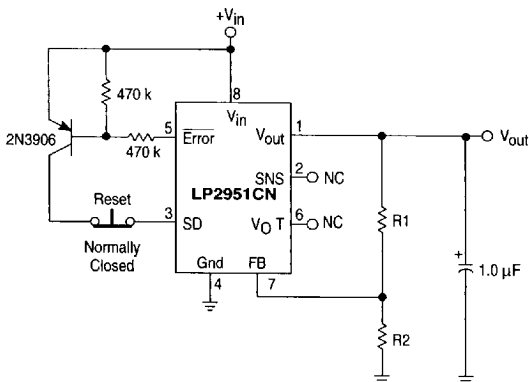 +Vin
470 k
8
Vin
2N3906
470 k
5
Error
Vout
1
Vout
SNS
2
NC
LP2951CN
Reset
3
SD
VO T
6
NC
R1
Normally
Closed
Gnd
FB
4
7
+
1.0 µF
R2